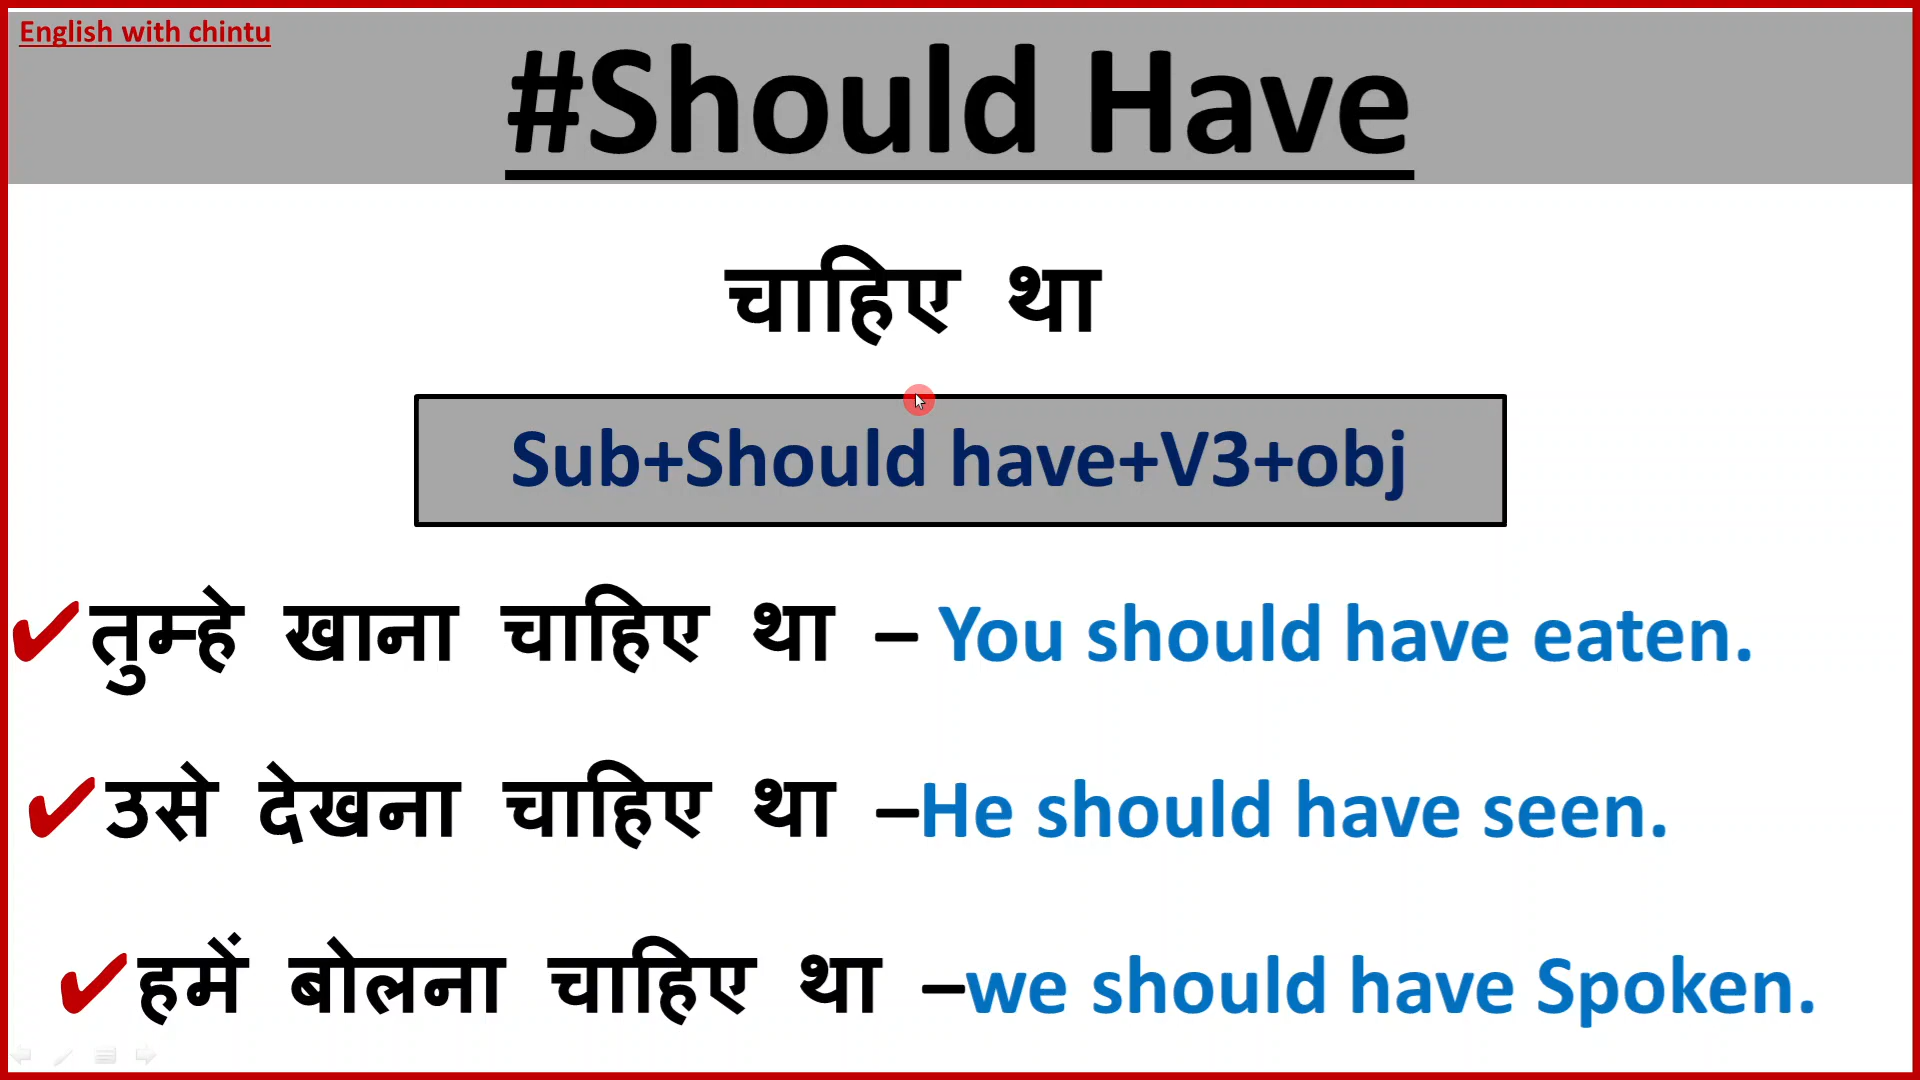 English with chintu
#Should Have
चाहिए था
Sub+Should have+V3+obj
✔तुम्हे खाना चाहिए था – You should have eaten.
✔उसे देखना चाहिए था –He should have seen.
✔हमें बोलना चाहिए था –we should have Spoken.